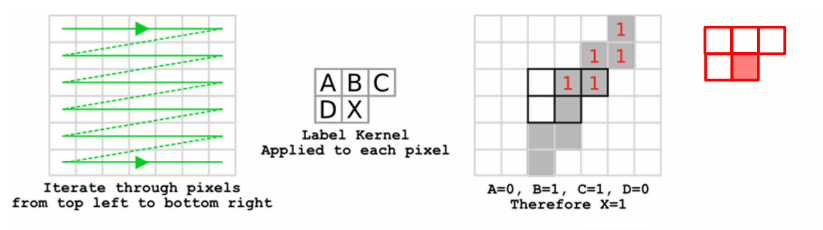 Iterate through pixels
from top left to bottom right
A B C
D X
Label Kernel
Applied to each pixel
1
1 1
1 1
A=0, B=1, C=1, D=0
Therefore X=1